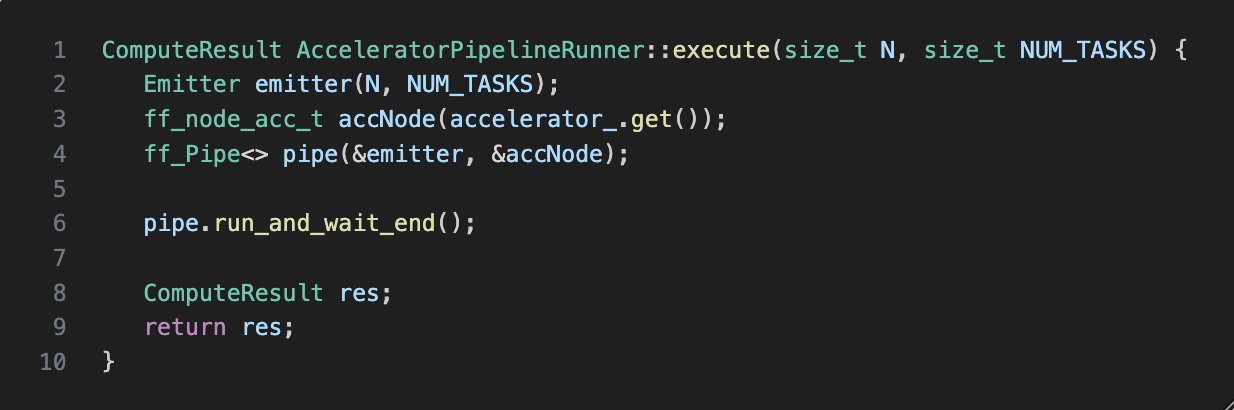 1 ComputeResult AcceleratorPipelineRunner::execute(size_t N, size_t NUM_TASKS) {
2 Emitter emitter(N, NUM_TASKS);
3 ff_node_acc_t accNode(accelerator_.get());
4 ff_Pipe<> pipe(&emitter, &accNode);
5
6 pipe.run_and_wait_end();
7
8 ComputeResult res;
9 return res;
10 }